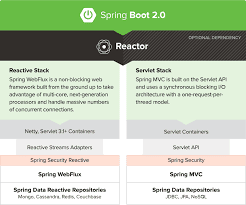 Spring Boot 2.0
OPTIONAL DEPENDENCY
Reactor
Reactive Stack
Spring WebFlux is a non-blocking web
framework built from the ground up to take
advantage of multi-core, next-generation
processors and handle massive numbers
of concurrent connections.
Servlet Stack
Spring MVC is built on the Servlet API
and uses a synchronous blocking I/O
architecture with a one-request-per-
thread model.
Netty, Servlet 3.1+ Containers
Servlet Containers
Reactive Streams Adapters
Servlet API
Spring Security Reactive
Spring Security
Spring WebFlux
Spring MVC
Spring Data Reactive Repositories
Mongo, Cassandra, Redis, Couchbase
Spring Data Repositories
JDBC, JPA, NoSQL